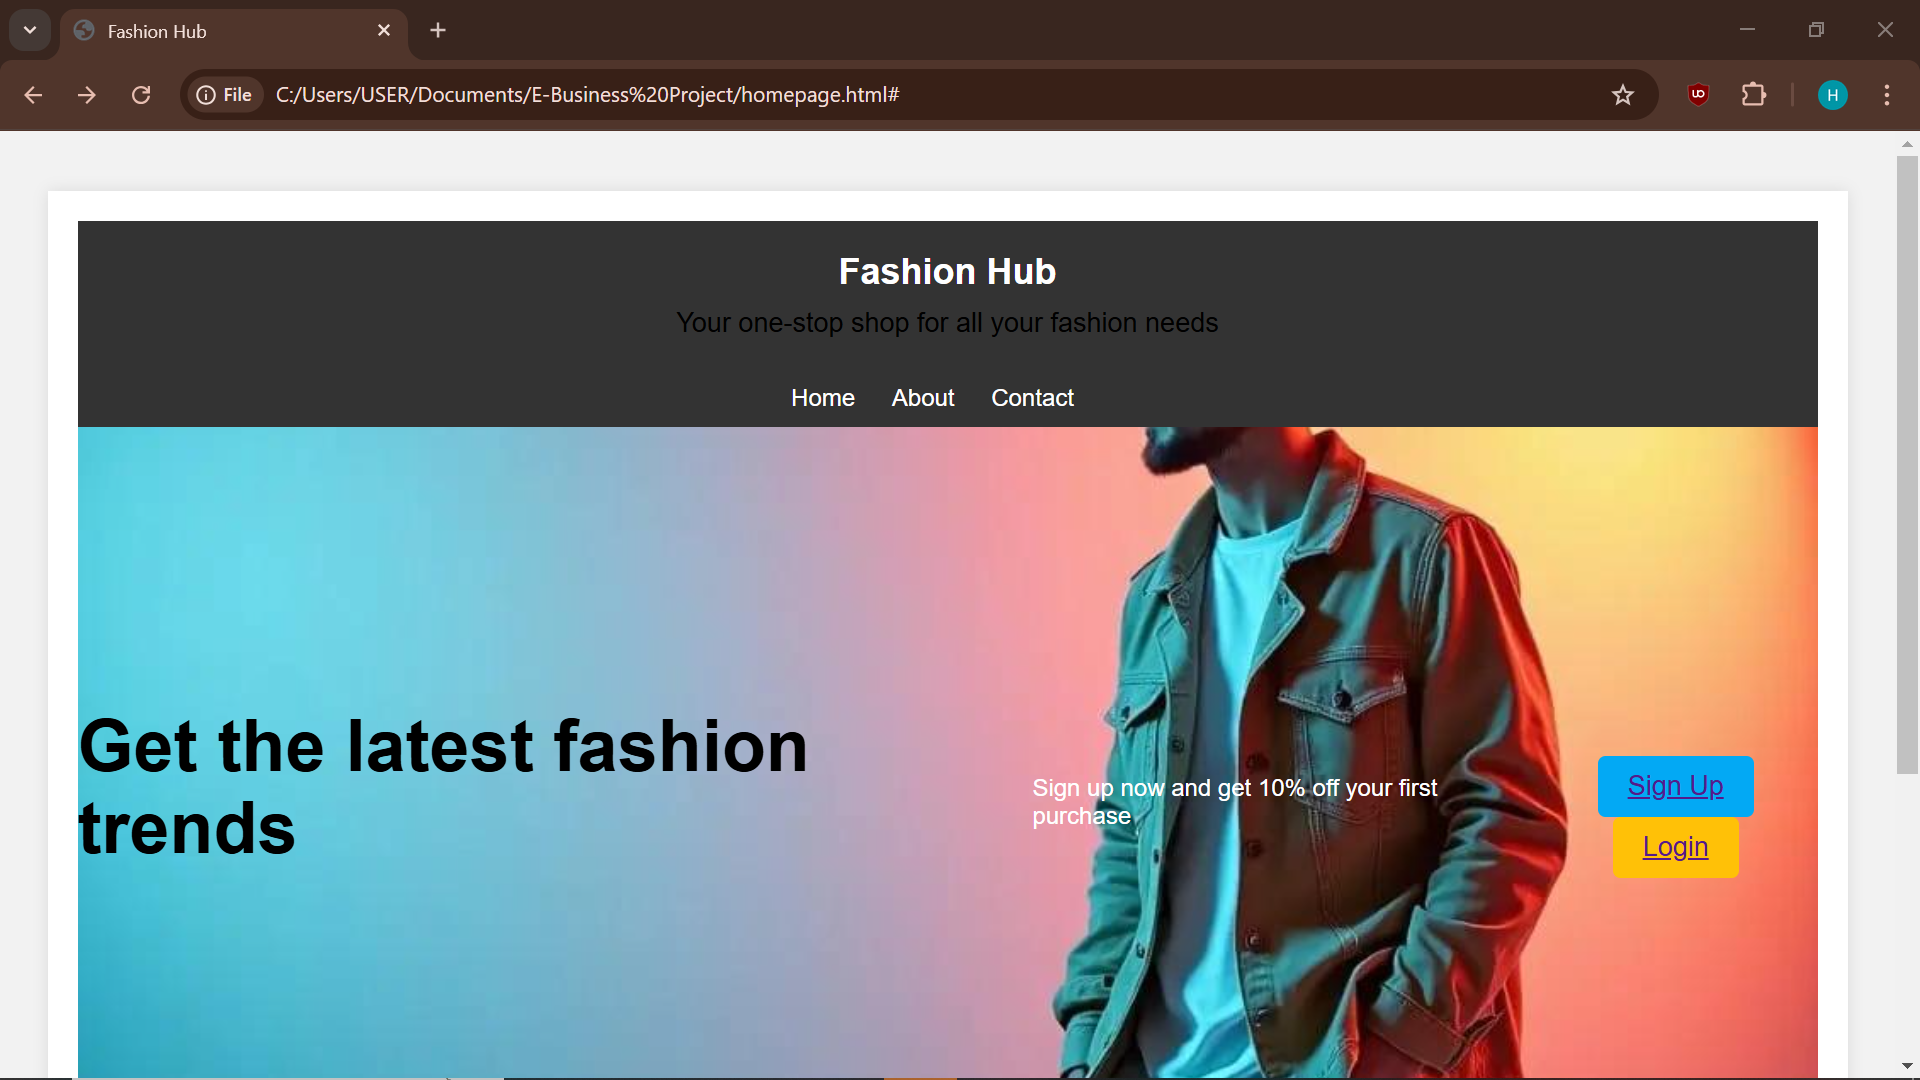 Fashion Hub
File C:/Users/USER/Documents/E-Business%20Project/homepage.html#
H
Fashion Hub
Your one-stop shop for all your fashion needs
Home About Contact
Get the latest fashion
trends
Sign up now and get 10% off your first
purchase
Sign Up
Login